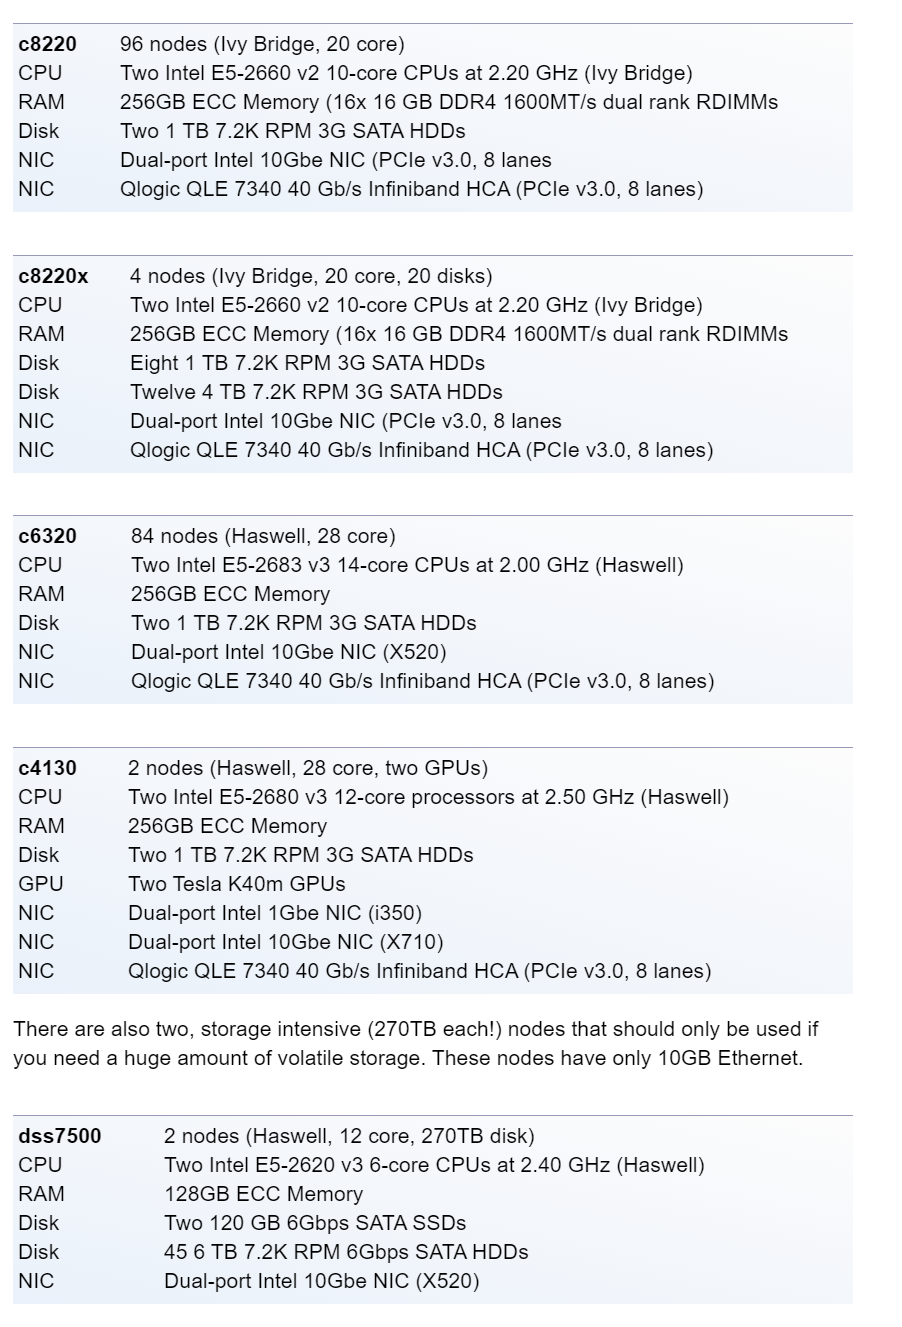 c8220 96 nodes (Ivy Bridge, 20 core)
CPU Two Intel E5-2660 v2 10-core CPUs at 2.20 GHz (Ivy Bridge)
RAM 256GB ECC Memory (16x 16 GB DDR4 1600MT/s dual rank RDIMMs
Disk Two 1 TB 7.2K RPM 3G SATA HDDs
NIC Dual-port Intel 10Gbe NIC (PCIe v3.0, 8 lanes
NIC Qlogic QLE 7340 40 Gb/s Infiniband HCA (PCIe v3.0, 8 lanes)
c8220x 4 nodes (Ivy Bridge, 20 core, 20 disks)
CPU Two Intel E5-2660 v2 10-core CPUs at 2.20 GHz (Ivy Bridge)
RAM 256GB ECC Memory (16x 16 GB DDR4 1600MT/s dual rank RDIMMs
Disk Eight 1 TB 7.2K RPM 3G SATA HDDs
Disk Twelve 4 TB 7.2K RPM 3G SATA HDDs
NIC Dual-port Intel 10Gbe NIC (PCIe v3.0, 8 lanes
NIC Qlogic QLE 7340 40 Gb/s Infiniband HCA (PCIe v3.0, 8 lanes)
c6320 84 nodes (Haswell, 28 core)
CPU Two Intel E5-2683 v3 14-core CPUs at 2.00 GHz (Haswell)
RAM 256GB ECC Memory
Disk Two 1 TB 7.2K RPM 3G SATA HDDs
NIC Dual-port Intel 10Gbe NIC (X520)
NIC Qlogic QLE 7340 40 Gb/s Infiniband HCA (PCIe v3.0, 8 lanes)
c4130 2 nodes (Haswell, 28 core, two GPUs)
CPU Two Intel E5-2680 v3 12-core processors at 2.50 GHz (Haswell)
RAM 256GB ECC Memory
Disk Two 1 TB 7.2K RPM 3G SATA HDDs
GPU Two Tesla K40m GPUs
NIC Dual-port Intel 1Gbe NIC (i350)
NIC Dual-port Intel 10Gbe NIC (X710)
NIC Qlogic QLE 7340 40 Gb/s Infiniband HCA (PCIe v3.0, 8 lanes)
There are also two, storage intensive (270TB each!) nodes that should only be used if
you need a huge amount of volatile storage. These nodes have only 10GB Ethernet.
dss7500 2 nodes (Haswell, 12 core, 270TB disk)
CPU Two Intel E5-2620 v3 6-core CPUs at 2.40 GHz (Haswell)
RAM 128GB ECC Memory
Disk Two 120 GB 6Gbps SATA SSDs
Disk 45 6 TB 7.2K RPM 6Gbps SATA HDDs
NIC Dual-port Intel 10Gbe NIC (X520)